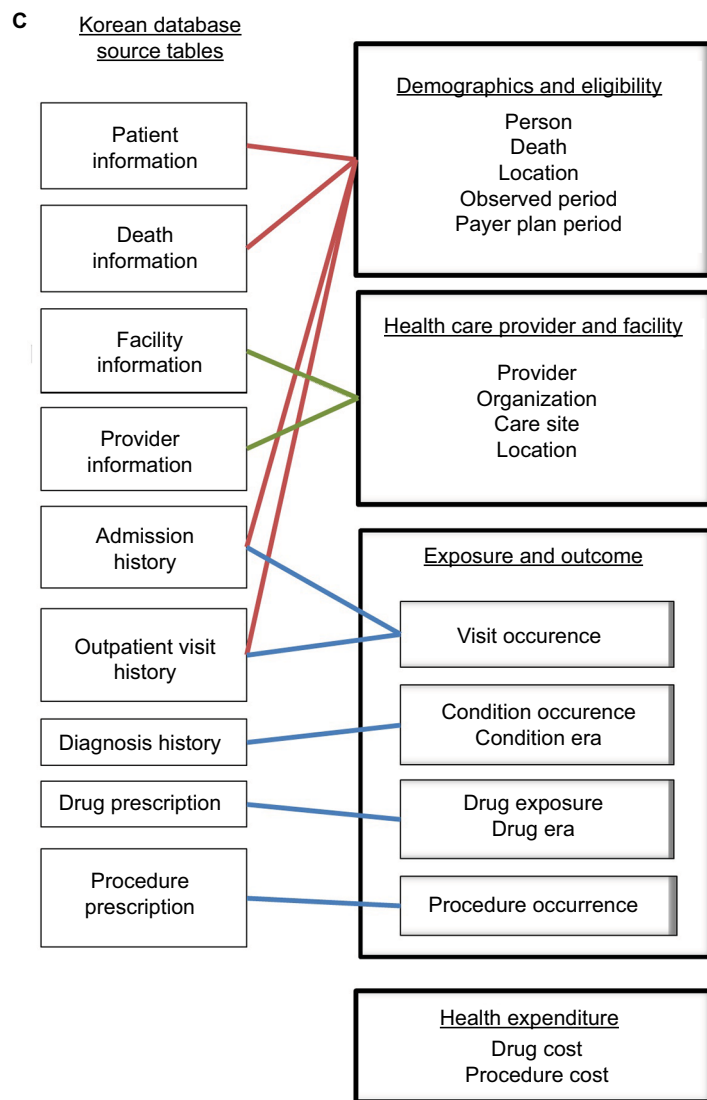 C
Korean database
source tables
Patient
information
Death
information
Facility
information
Provider
information
Admission
history
Outpatient visit
history
Diagnosis history
Drug prescription
Procedure
prescription
Demographics and eligibility
Person
Death
Location
Observed period
Payer plan period
Health care provider and facility
Provider
Organization
Care site
Location
Exposure and outcome
Visit occurence
Condition occurence
Condition era
Drug exposure
Drug era
Procedure occurrence
Health expenditure
Drug cost
Procedure cost